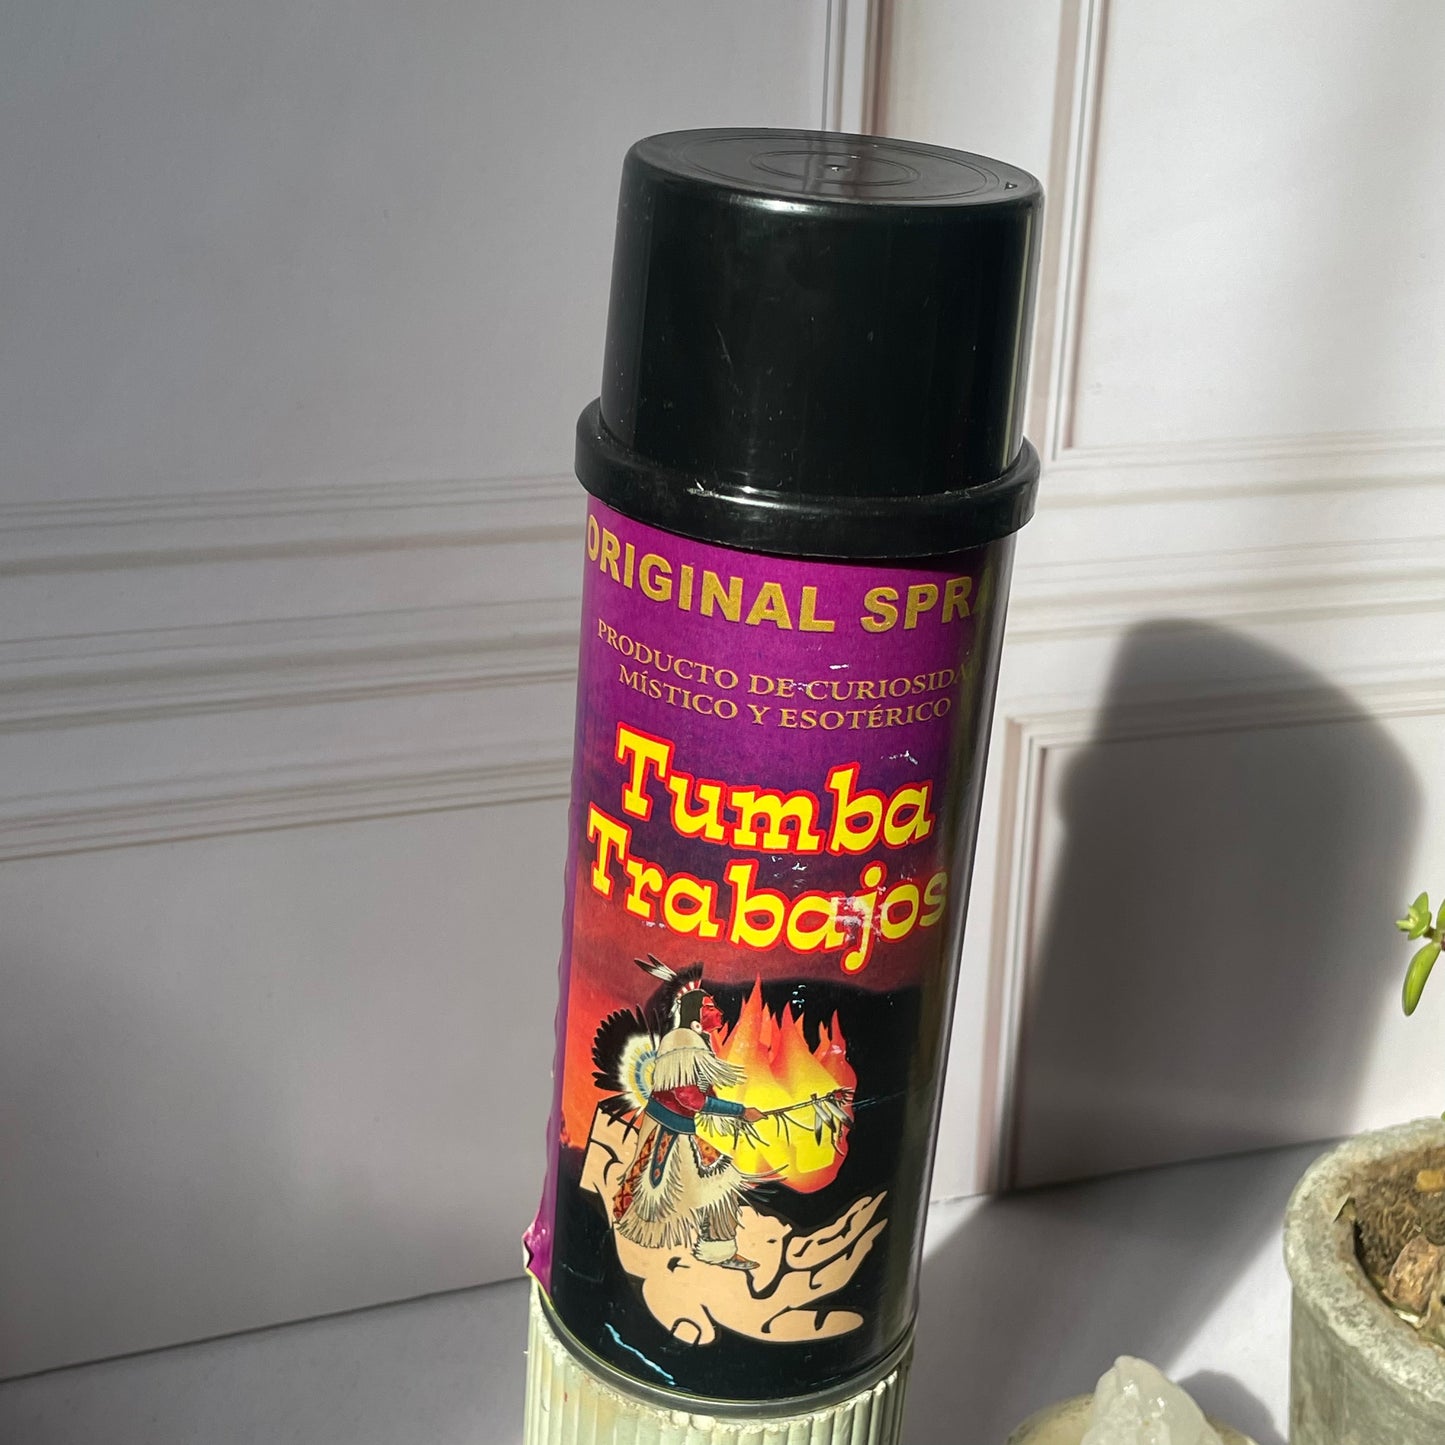 ORIGINAL SPRA
PRODUCTO DE CURIOSIDA
MÍSTICO Y ESOTÉRICO
Tumba
Trabajos